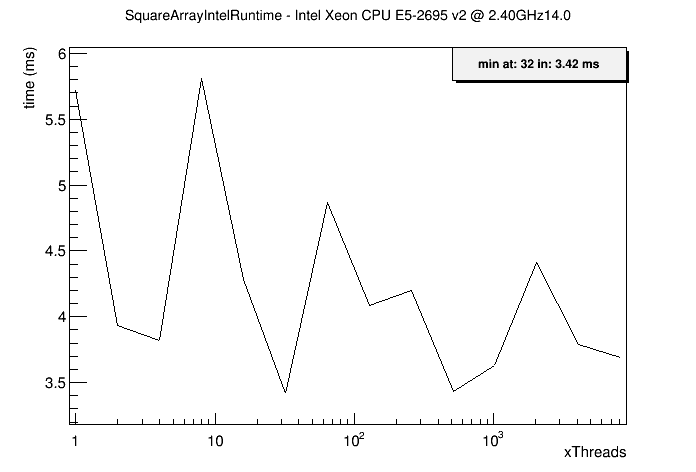 SquareArrayIntelRuntime - Intel Xeon CPU E5-2695 v2 @ 2.40GHz14.0
time (ms)
min at: 32 in: 3.42 ms
6
5.5
5
4.5
4
3.5
1
10
10²
10³
xThreads